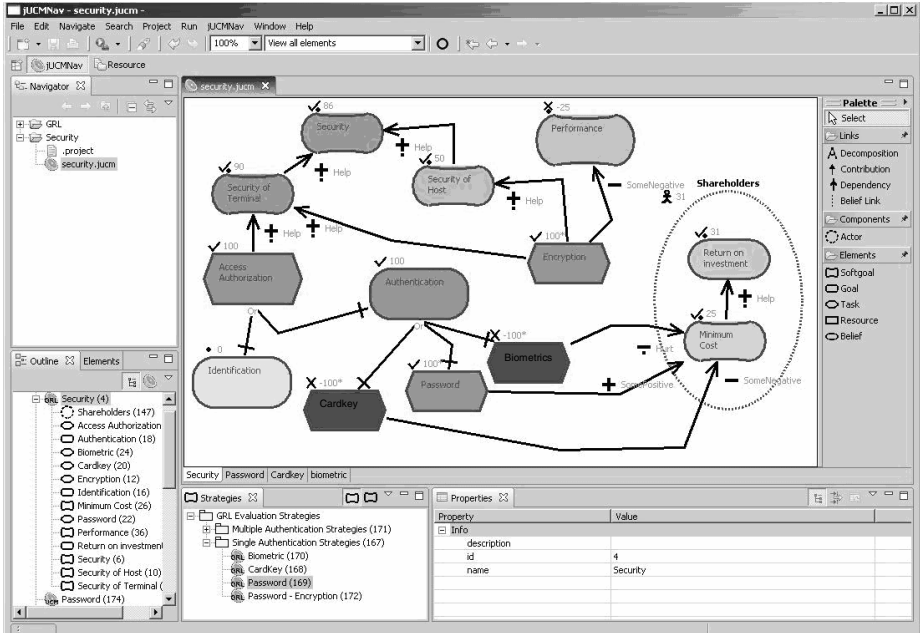 jUCMNav - security.jucm -
File Edit Navigate Search Project Run jUCMNav Window Help
100% View all elements
jUCMNav Resource
Navigator
GRL
Security
.project
security.jucm
security.jucm
86
Security
Help
Help
90
Security of
Terminal
50
Security of
Host
-25
Performance
Help
Help
Help
SomeNegative
100
Access
Authorization
100
Authentication
100*
Encryption
Shareholders
31
31
Return on
investment
Help
25
Minimum
Cost
Or
Or
0
Identification
-100*
Cardkey
100*
Password
-100*
Biometrics
Hurt
SomePositive
SomeNegative
Security Password Cardkey biometric
Palette
Select
Links
Decomposition
Contribution
Dependency
Belief Link
Components
Actor
Elements
Softgoal
Goal
Task
Resource
Belief
Outline Elements
Security (4)
Shareholders (147)
Access Authorization
Authentication (18)
Biometric (24)
Cardkey (20)
Encryption (12)
Identification (16)
Minimum Cost (26)
Password (22)
Performance (36)
Return on investment
Security (6)
Security of Host (10)
Security of Terminal (
Password (174)
Strategies
GRL Evaluation Strategies
Multiple Authentication Strategies (171)
Single Authentication Strategies (167)
Biometric (170)
CardKey (168)
Password (169)
Password - Encryption (172)
Properties
Property Value
Info
description
id 4
name Security